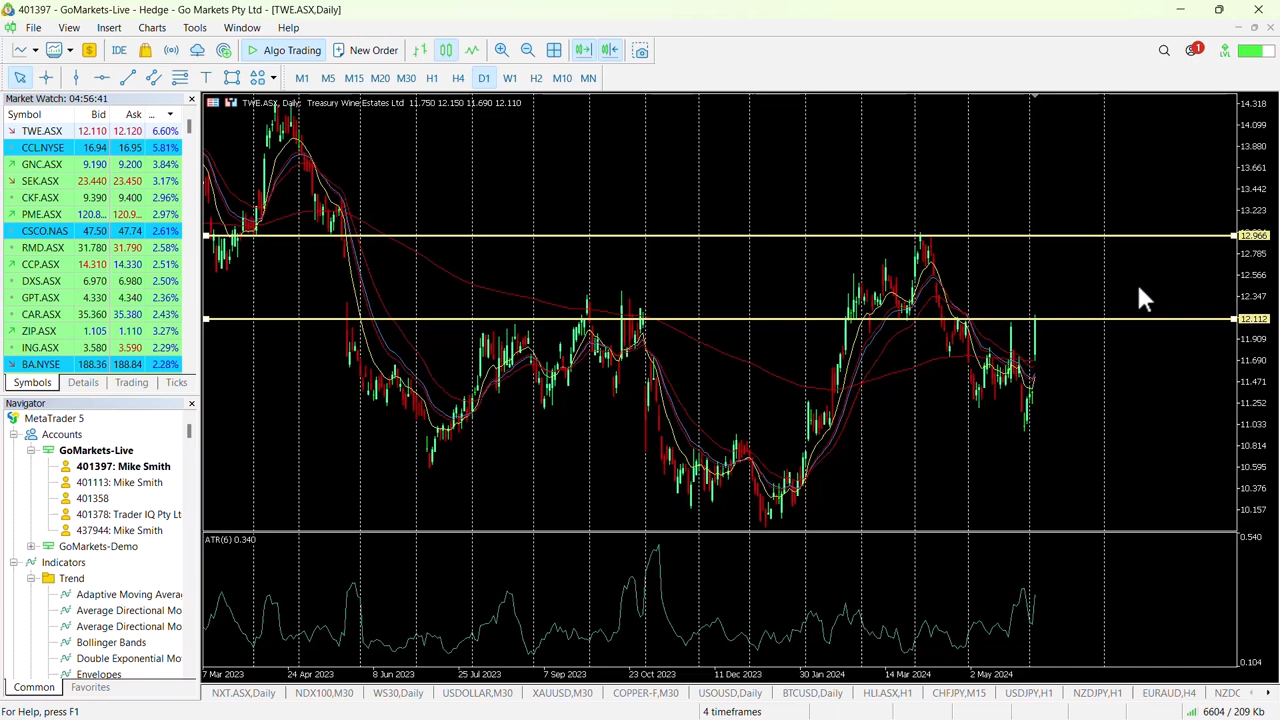 401397 - GoMarkets-Live - Hedge - Go Markets Pty Ltd - [TWE.ASX,Daily]
File View Insert Charts Tools Window Help
IDE Algo Trading New Order 1 LVL
M1 M5 M15 M20 M30 H1 H4 D1 W1 H2 M10 MN
Market Watch: 04:56:41
Symbol Bid Ask ...
TWE.ASX 12.110 12.120 6.60%
CCL.NYSE 16.94 16.95 5.81%
GNC.ASX 9.190 9.200 3.84%
SEK.ASX 23.440 23.450 3.17%
CKF.ASX 9.390 9.400 2.96%
PME.ASX 120.8... 120.9... 2.97%
CSCO.NAS 47.50 47.74 2.61%
RMD.ASX 31.780 31.790 2.58%
CCP.ASX 14.310 14.330 2.51%
DXS.ASX 6.970 6.980 2.50%
GPT.ASX 4.330 4.340 2.36%
CAR.ASX 35.360 35.380 2.43%
ZIP.ASX 1.105 1.110 3.27%
ING.ASX 3.580 3.590 2.29%
BA.NYSE 188.36 188.84 2.28%
Symbols Details Trading Ticks
Navigator
MetaTrader 5
Accounts
GoMarkets-Live
401397: Mike Smith
401113: Mike Smith
401358
401378: Trader IQ Pty Lt
437944: Mike Smith
GoMarkets-Demo
Indicators
Trend
Adaptive Moving Avera
Average Directional Mo
Average Directional Mo
Bollinger Bands
Double Exponential Mo
Envelopes
Common Favorites
TWE.ASX, Daily: Treasury Wine Estates Ltd 11.750 12.150 11.690 12.110
14.318
14.099
13.880
13.661
13.442
13.223
12.966
12.785
12.566
12.347
12.112
11.909
11.690
11.471
11.252
11.033
10.814
10.595
10.376
10.157
ATR(6) 0.340
0.540
0.104
7 Mar 2023 24 Apr 2023 8 Jun 2023 25 Jul 2023 7 Sep 2023 23 Oct 2023 11 Dec 2023 30 Jan 2024 14 Mar 2024 2 May 2024
NXT.ASX,Daily NDX100,M30 WS30,Daily USDOLLAR,M30 XAUUSD,M30 COPPER-F,M30 USOUSD,Daily BTCUSD,Daily HLI.ASX,H1 CHFJPY,M15 USDJPY,H1 NZDJPY,H1 EURAUD,H4 NZDC
For Help, press F1 4 timeframes 6604 / 209 Kb